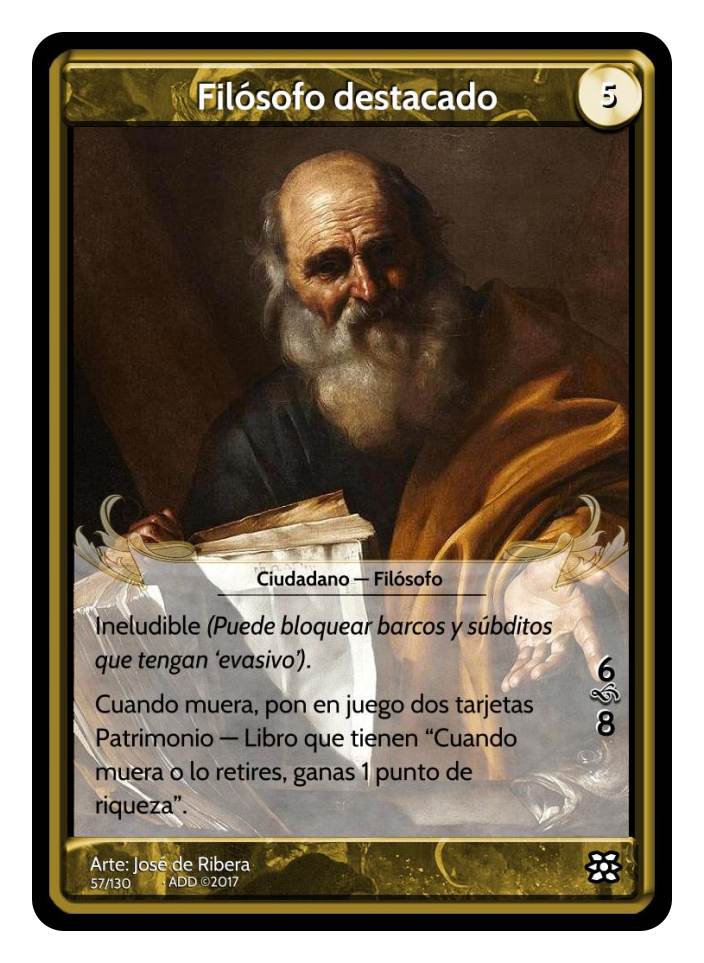 Filósofo destacado
5
Ciudadano — Filósofo
Ineludible (Puede bloquear barcos y súbditos
que tengan ‘evasivo’).
Cuando muera, pon en juego dos tarjetas
Patrimonio — Libro que tienen “Cuando
muera o lo retires, ganas 1 punto de
riqueza”.
6
8
Arte: José de Ribera
57/130 · ADD ©2017